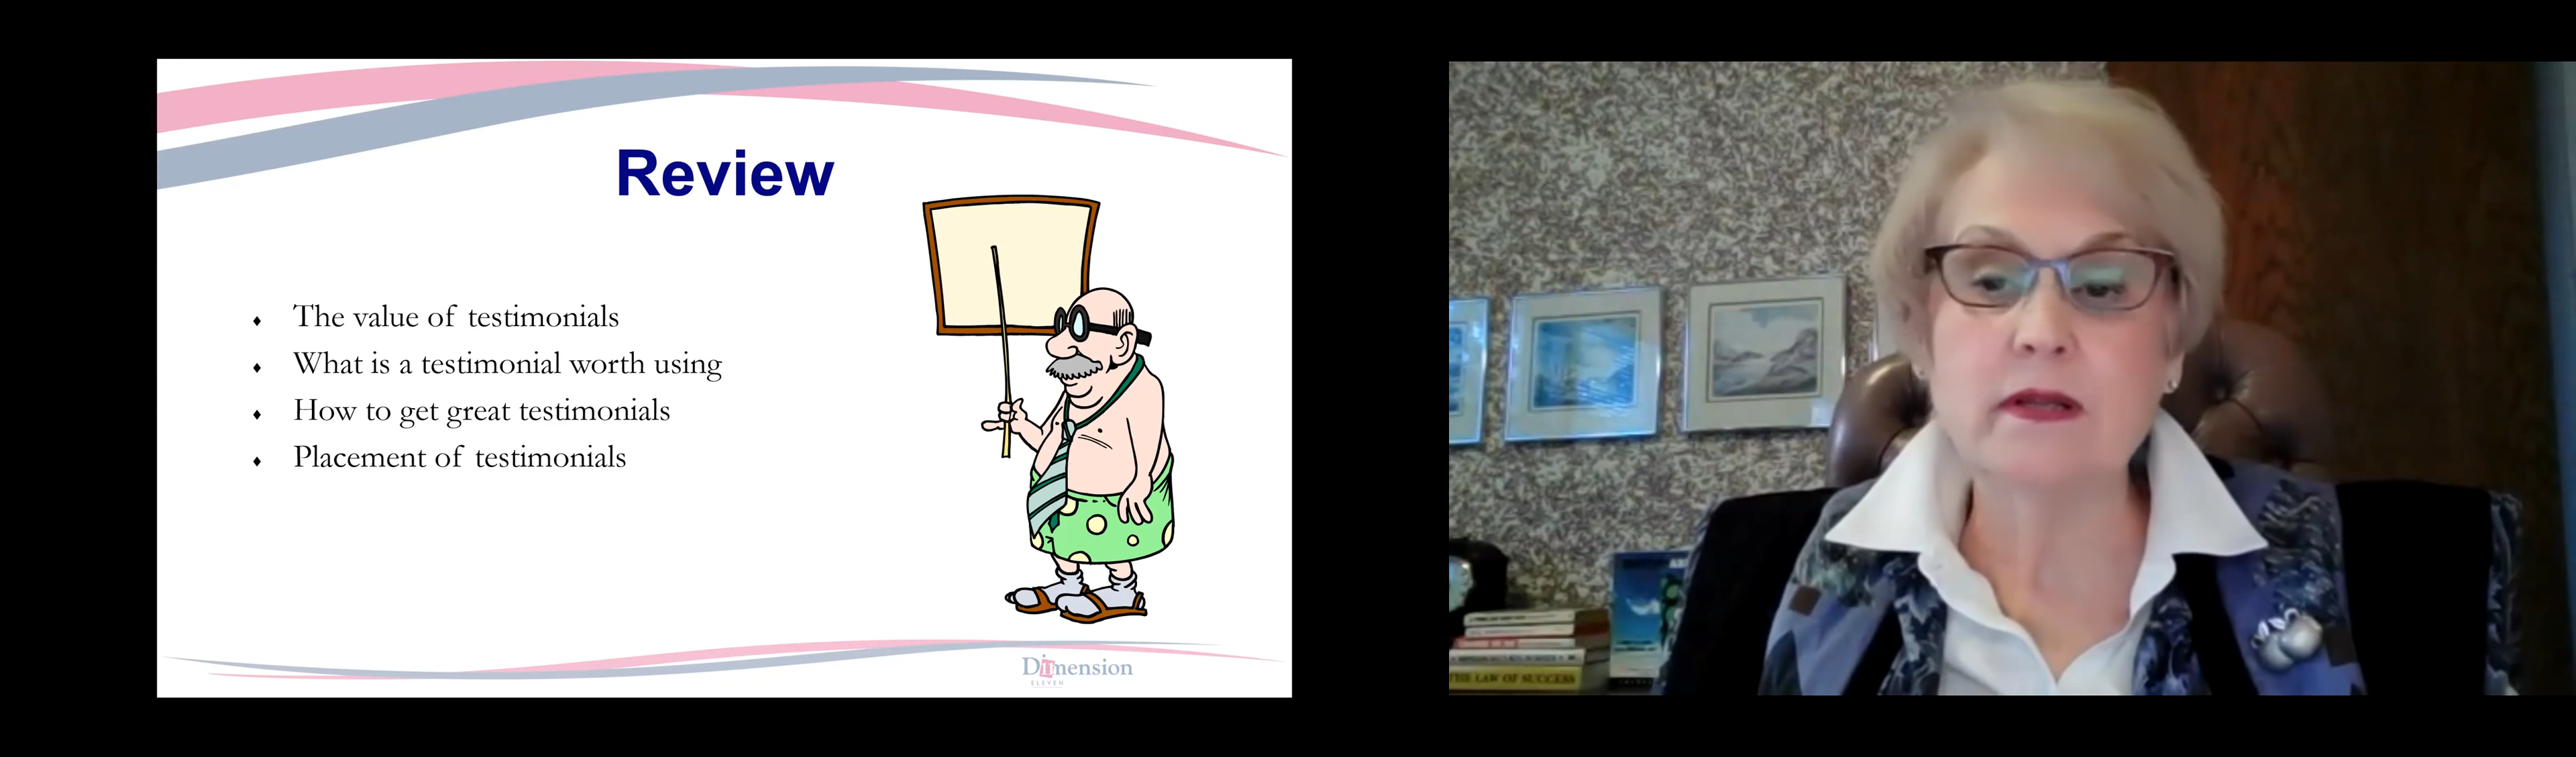 Review
The value of testimonials
What is a testimonial worth using
How to get great testimonials
Placement of testimonials
Dimension
ELEVEN
THE LAW OF SUCCESS